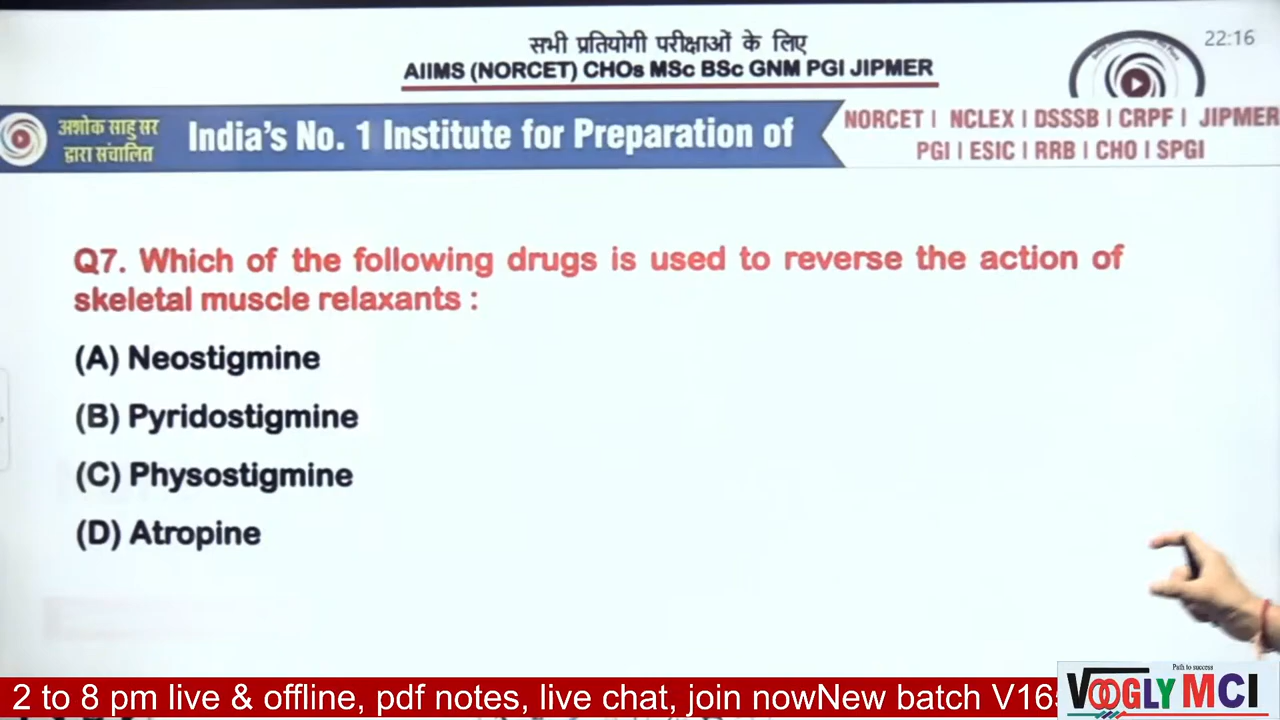 सभी प्रतियोगी परीक्षाओं के लिए
22:16
AIIMS (NORCET) CHOs MSc BSc GNM PGI JIPMER
अशोक साहु सर
द्वारा संचालित
India's No. 1 Institute for Preparation of
NORCET I NCLEX I DSSSB I CRPF I JIPMER
PGI I ESIC I RRB I CHO I SPGI
Q7. Which of the following drugs is used to reverse the action of
skeletal muscle relaxants :
(A) Neostigmine
(B) Pyridostigmine
(C) Physostigmine
(D) Atropine
Path to success
VOOGLY MCI
2 to 8 pm live & offline, pdf notes, live chat, join nowNew batch V165